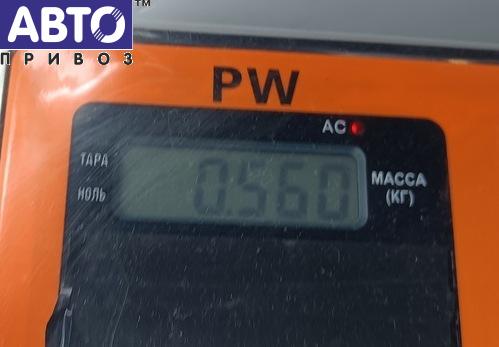 АВТО™
ПРИВОЗ
PW
AC
ТАРА
НОЛЬ
0.560
МАССА
(КГ)